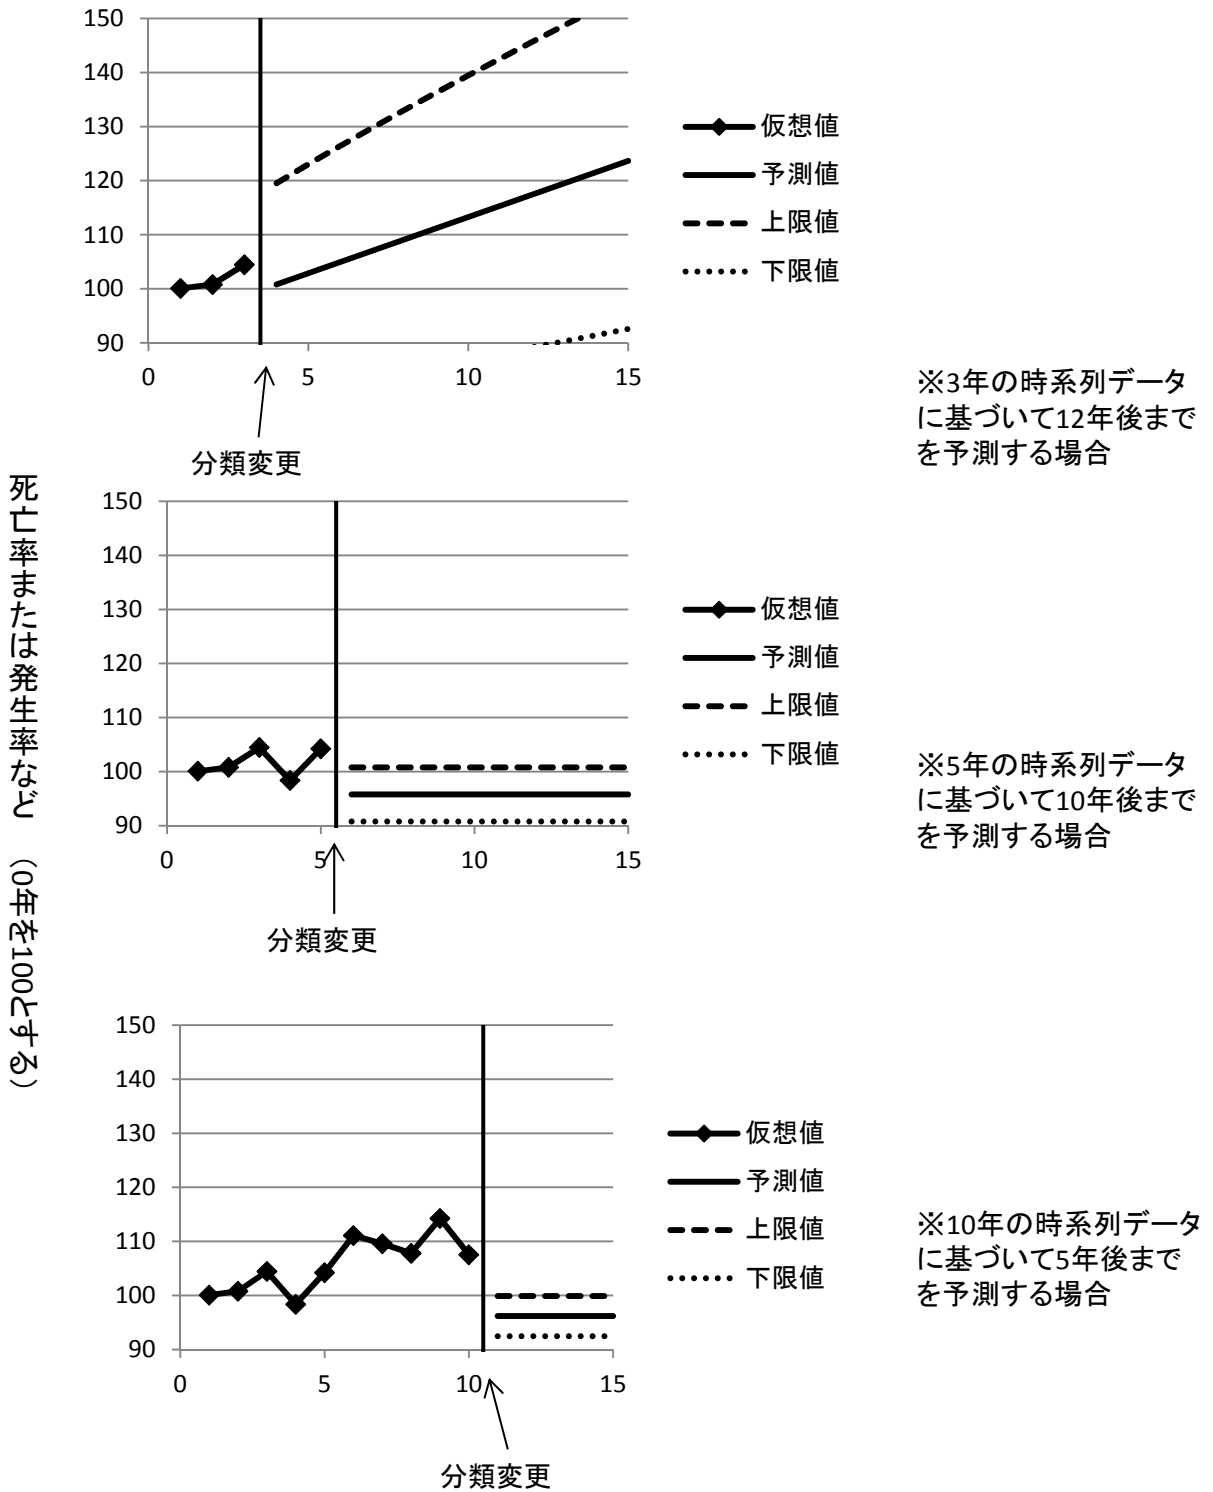 死亡率または発生率など （0年を100とする）
150
140
130
120
110
100
90
0 5 10 15
分類変更
仮想値
予測値
上限値
下限値
※3年の時系列データ
に基づいて12年後まで
を予測する場合
150
140
130
120
110
100
90
0 5 10 15
分類変更
仮想値
予測値
上限値
下限値
※5年の時系列データ
に基づいて10年後まで
を予測する場合
150
140
130
120
110
100
90
0 5 10 15
分類変更
仮想値
予測値
上限値
下限値
※10年の時系列データ
に基づいて5年後まで
を予測する場合